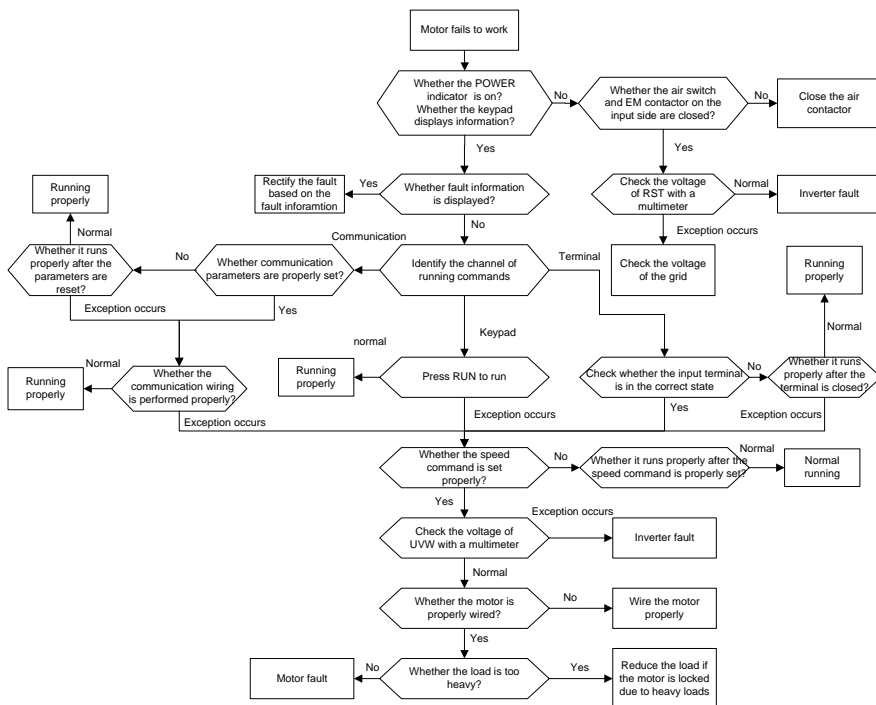 Motor fails to work
Whether the POWER
indicator is on?
Whether the keypad
displays information?
No
Whether the air switch
and EM contactor on the
input side are closed?
No
Close the air
contactor
Yes
Yes
Rectify the fault
based on the
fault inforamtion
Yes
Whether fault information
is displayed?
Check the voltage
of RST with a
multimeter
Normal
Inverter fault
Running
properly
Normal
No
Exception occurs
Communication
Whether it runs
properly after the
parameters are
reset?
No
Whether communication
parameters are properly set?
Identify the channel of
running commands
Terminal
Check the voltage
of the grid
Running
properly
Exception occurs
Yes
Keypad
Normal
normal
Running
properly
Normal
Whether the
communication wiring
is performed properly?
Running
properly
Press RUN to run
Check whether the input terminal
is in the correct state
No
Whether it runs
properly after the
terminal is closed?
Exception occurs
Exception occurs
Yes
Exception occurs
Whether the speed
command is set
properly?
No
Whether it runs properly after the
speed command is properly set?
Normal
Normal
running
Yes
Exception occurs
Check the voltage of
UVW with a multimeter
Inverter fault
Normal
Whether the motor is
properly wired?
No
Wire the motor
properly
Yes
Motor fault
No
Whether the load is too
heavy?
Yes
Reduce the load if
the motor is locked
due to heavy loads